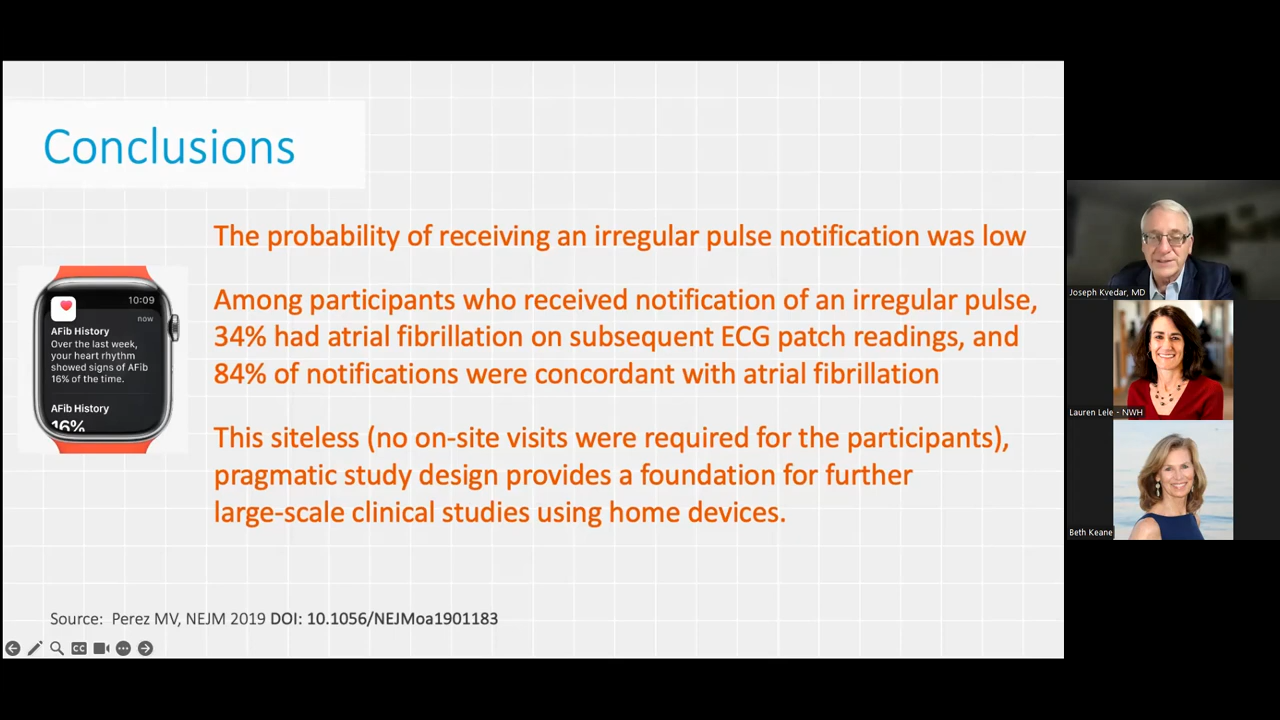 Conclusions
The probability of receiving an irregular pulse notification was low
Among participants who received notification of an irregular pulse,
34% had atrial fibrillation on subsequent ECG patch readings, and
84% of notifications were concordant with atrial fibrillation
This siteless (no on-site visits were required for the participants),
pragmatic study design provides a foundation for further
large-scale clinical studies using home devices.
10:09
now
AFib History
Over the last week,
your heart rhythm
showed signs of AFib
16% of the time.
AFib History
16%
Source: Perez MV, NEJM 2019 DOI: 10.1056/NEJMoa1901183
CC
Joseph Kvedar, MD
Lauren Lele - NWH
Beth Keane